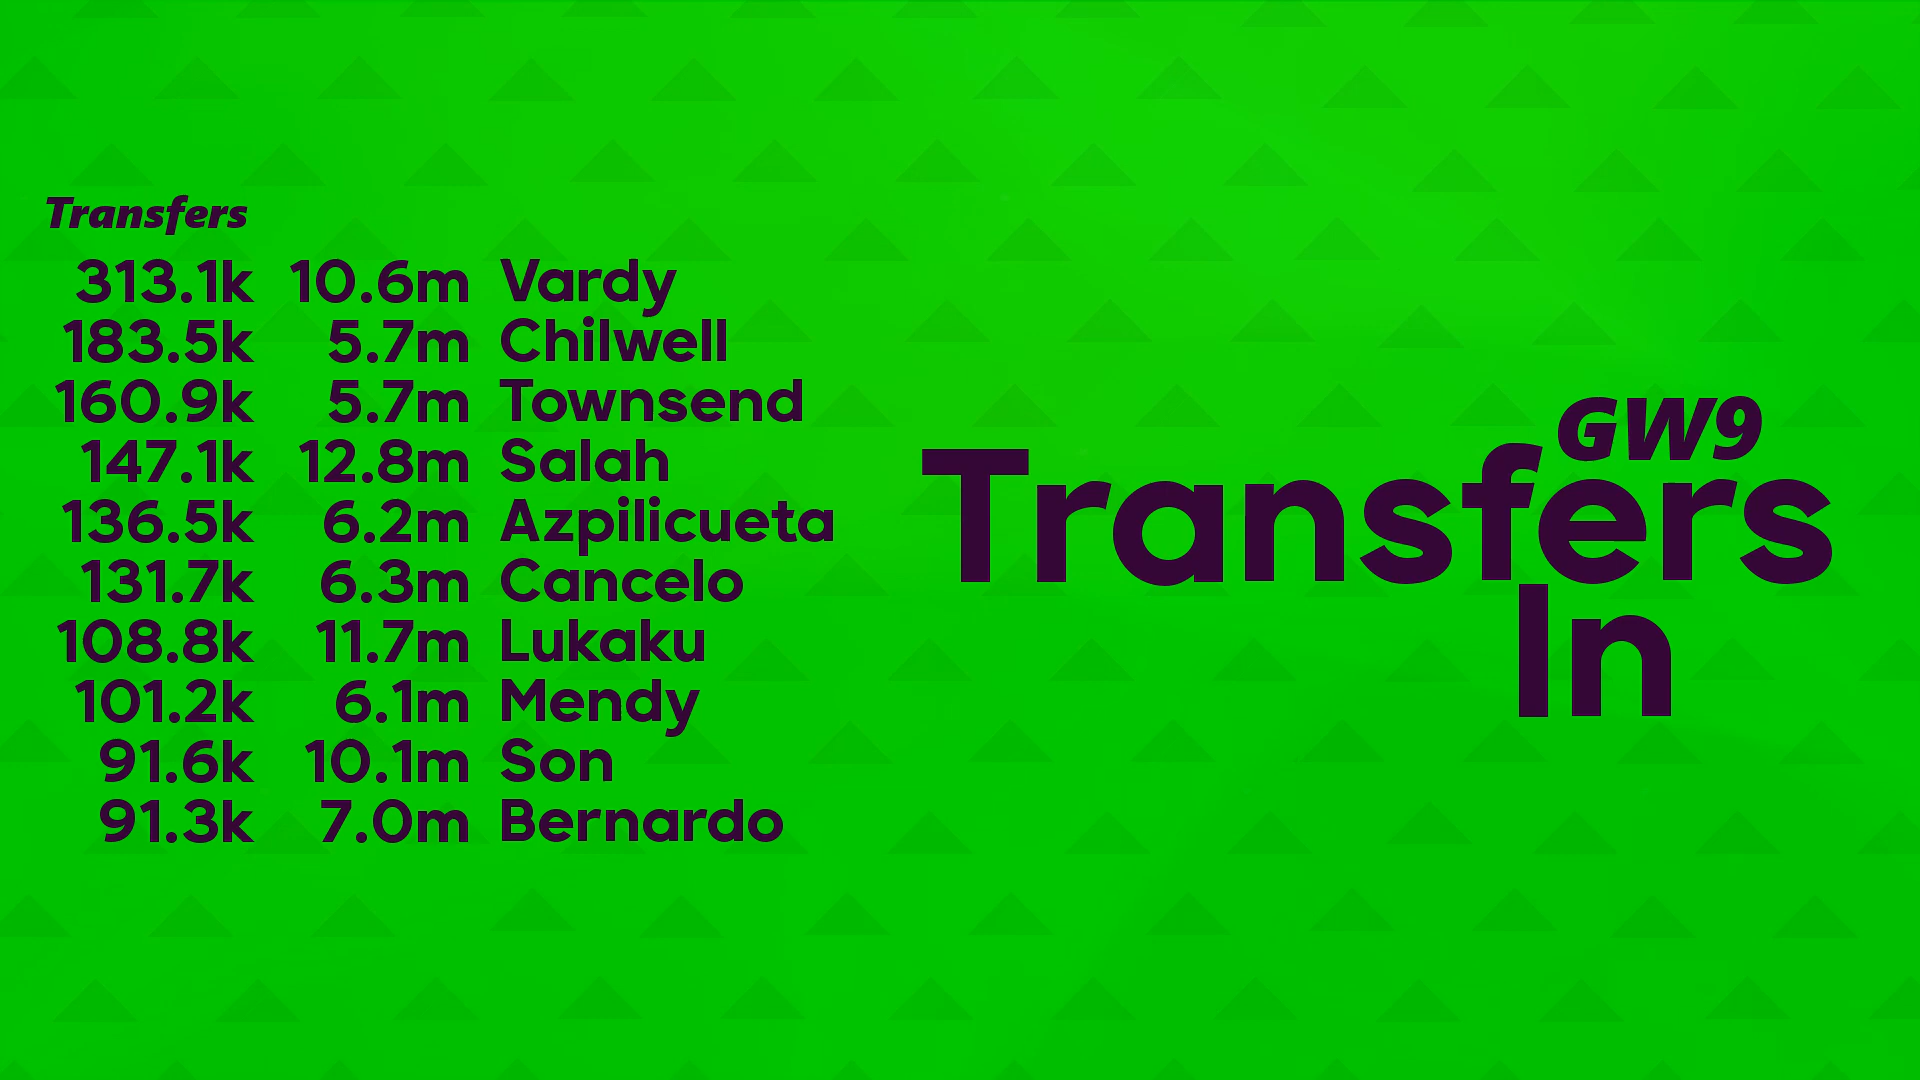 Transfers
313.1k 10.6m Vardy
183.5k 5.7m Chilwell
160.9k 5.7m Townsend
147.1k 12.8m Salah
136.5k 6.2m Azpilicueta
131.7k 6.3m Cancelo
108.8k 11.7m Lukaku
101.2k 6.1m Mendy
91.6k 10.1m Son
91.3k 7.0m Bernardo
GW9
Transfers
In